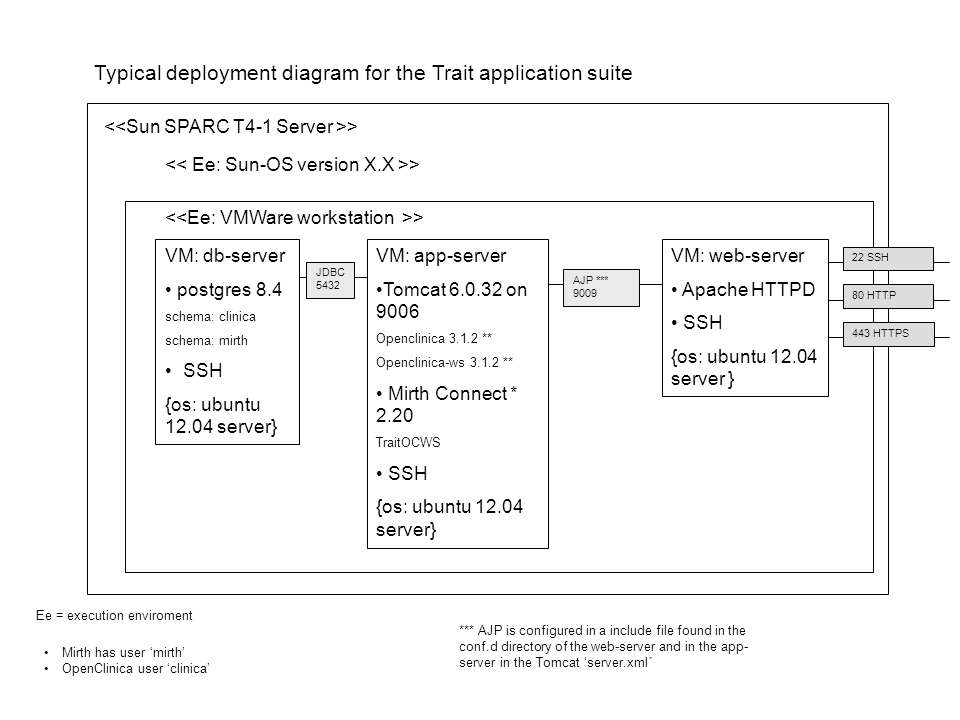 Typical deployment diagram for the Trait application suite
<<Sun SPARC T4-1 Server >>
<< Ee: Sun-OS version X.X >>
<<Ee: VMWare workstation >>
VM: db-server
• postgres 8.4
schema: clinica
schema: mirth
• SSH
{os: ubuntu
12.04 server}
JDBC
5432
VM: app-server
•Tomcat 6.0.32 on
9006
Openclinica 3.1.2 **
Openclinica-ws 3.1.2 **
• Mirth Connect *
2.20
TraitOCWS
• SSH
{os: ubuntu 12.04
server}
AJP ***
9009
VM: web-server
• Apache HTTPD
• SSH
{os: ubuntu 12.04
server }
22 SSH
80 HTTP
443 HTTPS
Ee = execution enviroment
• Mirth has user ‘mirth’
• OpenClinica user ‘clinica’
*** AJP is configured in a include file found in the
conf.d directory of the web-server and in the app-
server in the Tomcat ‘server.xml´